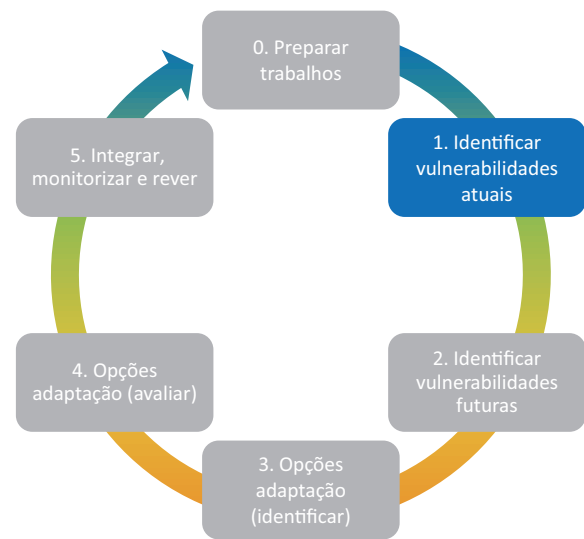 0. Preparar
trabalhos
1. Identificar
vulnerabilidades
atuais
2. Identificar
vulnerabilidades
futuras
3. Opções
adaptação
(identificar)
4. Opções
adaptação (avaliar)
5. Integrar,
monitorizar e rever